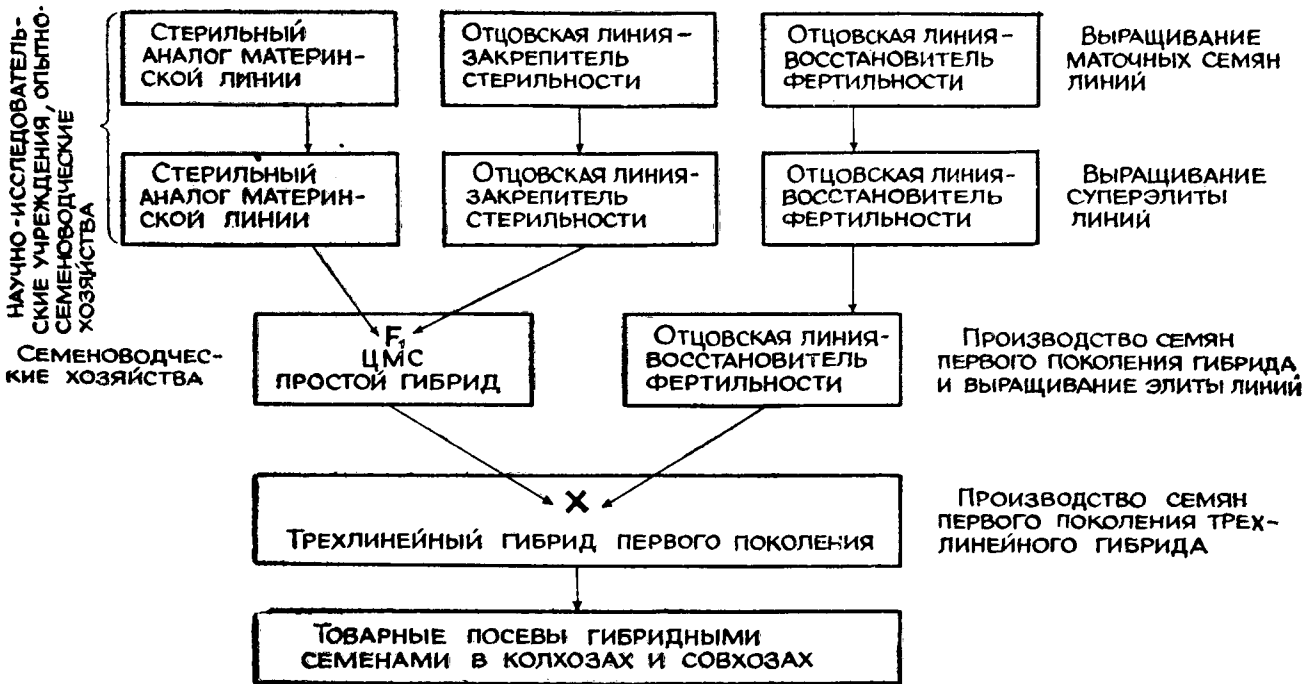 НАУЧНО-ИССЛЕДОВАТЕЛЬ-
СКИЕ УЧРЕЖДЕНИЯ, ОПЫТНО-
СЕМЕНОВОДЧЕСКИЕ
ХОЗЯЙСТВА
СТЕРИЛЬНЫЙ
АНАЛОГ МАТЕРИН-
СКОЙ ЛИНИИ
ОТЦОВСКАЯ ЛИНИЯ-
ЗАКРЕПИТЕЛЬ
СТЕРИЛЬНОСТИ
ОТЦОВСКАЯ ЛИНИЯ-
ВОССТАНОВИТЕЛЬ
ФЕРТИЛЬНОСТИ
ВЫРАЩИВАНИЕ
МАТОЧНЫХ СЕМЯН
ЛИНИЙ
СТЕРИЛЬНЫЙ
АНАЛОГ МАТЕРИН-
СКОЙ ЛИНИИ
ОТЦОВСКАЯ ЛИНИЯ-
ЗАКРЕПИТЕЛЬ
СТЕРИЛЬНОСТИ
ОТЦОВСКАЯ ЛИНИЯ-
ВОССТАНОВИТЕЛЬ
ФЕРТИЛЬНОСТИ
ВЫРАЩИВАНИЕ
СУПЕРЭЛИТЫ
ЛИНИЙ
СЕМЕНОВОДЧЕС-
КИЕ ХОЗЯЙСТВА
F₁
ЦМС
ПРОСТОЙ ГИБРИД
ОТЦОВСКАЯ ЛИНИЯ-
ВОССТАНОВИТЕЛЬ
ФЕРТИЛЬНОСТИ
ПРОИЗВОДСТВО СЕМЯН
ПЕРВОГО ПОКОЛЕНИЯ ГИБРИДА
И ВЫРАЩИВАНИЕ ЭЛИТЫ ЛИНИЙ
X
ТРЕХЛИНЕЙНЫЙ ГИБРИД ПЕРВОГО ПОКОЛЕНИЯ
ПРОИЗВОДСТВО СЕМЯН
ПЕРВОГО ПОКОЛЕНИЯ ТРЕХ-
ЛИНЕЙНОГО ГИБРИДА
ТОВАРНЫЕ ПОСЕВЫ ГИБРИДНЫМИ
СЕМЕНАМИ В КОЛХОЗАХ И СОВХОЗАХ